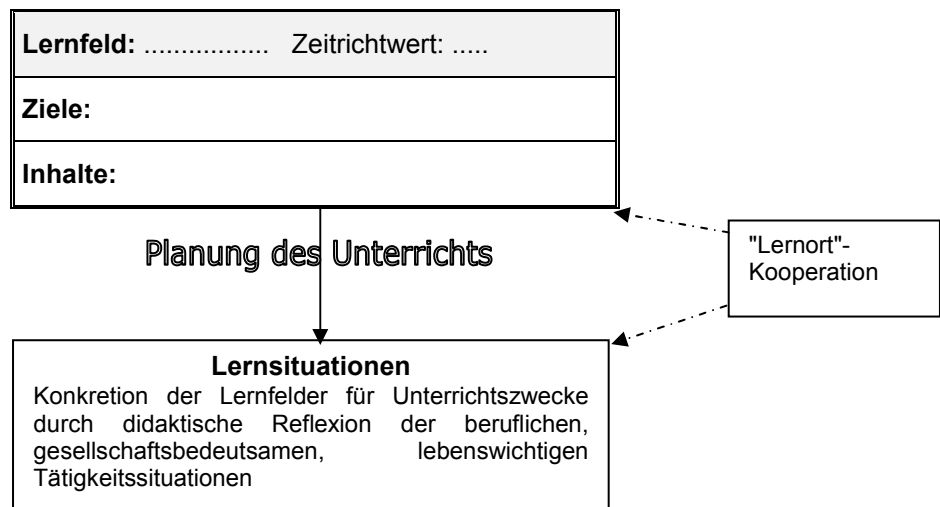 Lernfeld: ................. Zeitrichtwert: .....
Ziele:
Inhalte:
Planung des Unterrichts
"Lernort"-
Kooperation
Lernsituationen
Konkretion der Lernfelder für Unterrichtszwecke
durch didaktische Reflexion der beruflichen,
gesellschaftsbedeutsamen, lebenswichtigen
Tätigkeitssituationen